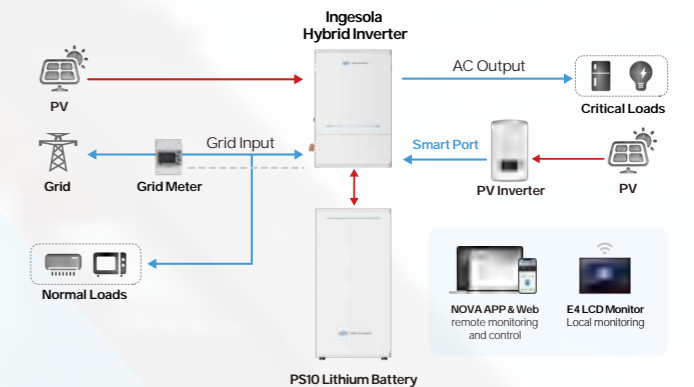 Ingesola
Hybrid Inverter
PV
AC Output
Critical Loads
Grid
Grid Meter
Grid Input
Smart Port
PV Inverter
PV
Normal Loads
NOVA APP & Web
remote monitoring
and control
E4 LCD Monitor
Local monitoring
PS10 Lithium Battery